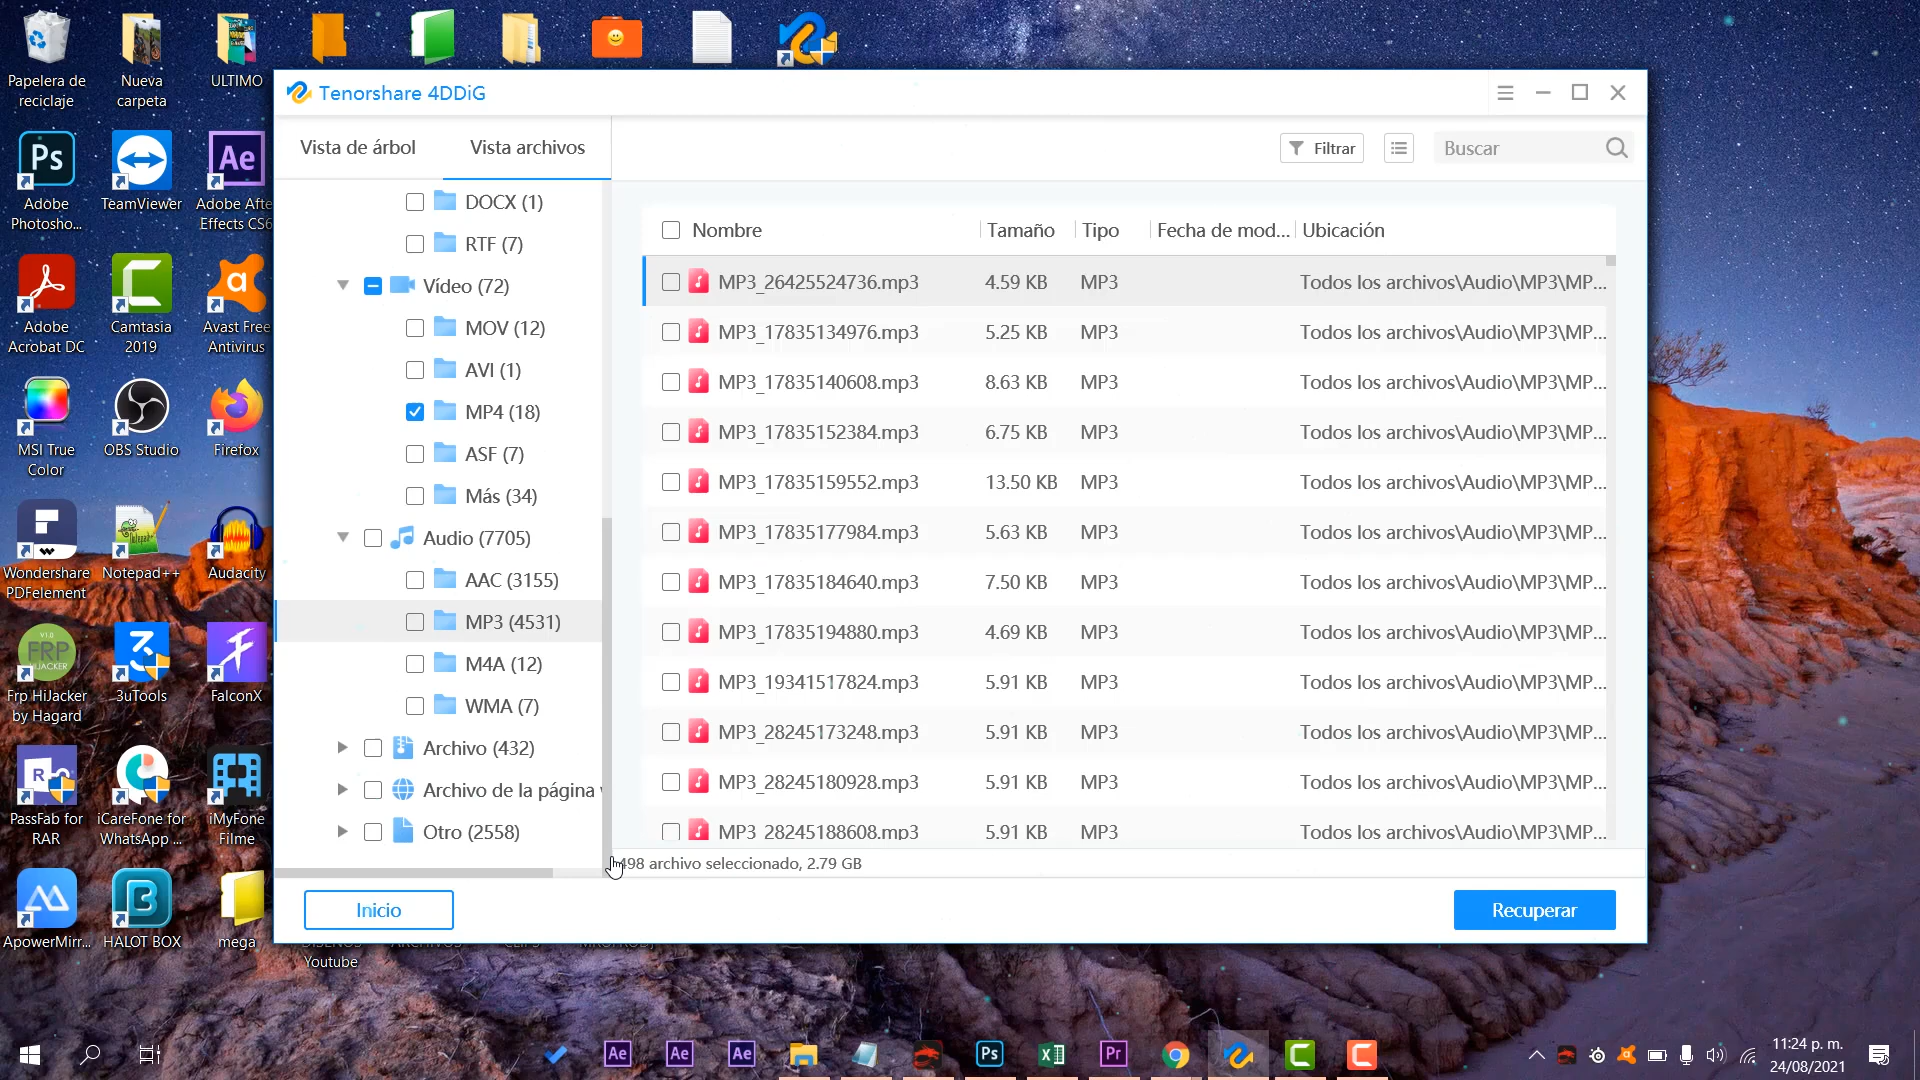 Papelera de
reciclaje
Nueva
carpeta
ULTIMO
Adobe
Photosho...
TeamViewer
Adobe Afte
Effects CS6
Adobe
Acrobat DC
Camtasia
2019
Avast Free
Antivirus
MSI True
Color
OBS Studio
Firefox
Wondershare
PDFelement
Notepad++
Audacity
Frp HiJacker
by Hagard
3uTools
FalconX
PassFab for
RAR
iCareFone for
WhatsApp ...
iMyFone
Filme
ApowerMirr...
HALOT BOX
mega
Youtube
Tenorshare 4DDiG
Vista de árbol
Vista archivos
Filtrar
Buscar
DOCX (1)
RTF (7)
Vídeo (72)
MOV (12)
AVI (1)
MP4 (18)
ASF (7)
Más (34)
Audio (7705)
AAC (3155)
MP3 (4531)
M4A (12)
WMA (7)
Archivo (432)
Archivo de la página
Otro (2558)
Nombre Tamaño Tipo Fecha de mod... Ubicación
MP3_26425524736.mp3 4.59 KB MP3 Todos los archivos\Audio\MP3\MP...
MP3_17835134976.mp3 5.25 KB MP3 Todos los archivos\Audio\MP3\MP...
MP3_17835140608.mp3 8.63 KB MP3 Todos los archivos\Audio\MP3\MP...
MP3_17835152384.mp3 6.75 KB MP3 Todos los archivos\Audio\MP3\MP...
MP3_17835159552.mp3 13.50 KB MP3 Todos los archivos\Audio\MP3\MP...
MP3_17835177984.mp3 5.63 KB MP3 Todos los archivos\Audio\MP3\MP...
MP3_17835184640.mp3 7.50 KB MP3 Todos los archivos\Audio\MP3\MP...
MP3_17835194880.mp3 4.69 KB MP3 Todos los archivos\Audio\MP3\MP...
MP3_19341517824.mp3 5.91 KB MP3 Todos los archivos\Audio\MP3\MP...
MP3_28245173248.mp3 5.91 KB MP3 Todos los archivos\Audio\MP3\MP...
MP3_28245180928.mp3 5.91 KB MP3 Todos los archivos\Audio\MP3\MP...
MP3_28245188608.mp3 5.91 KB MP3 Todos los archivos\Audio\MP3\MP...
archivo seleccionado, 2.79 GB
Inicio
Recuperar
11:24 p. m.
24/08/2021